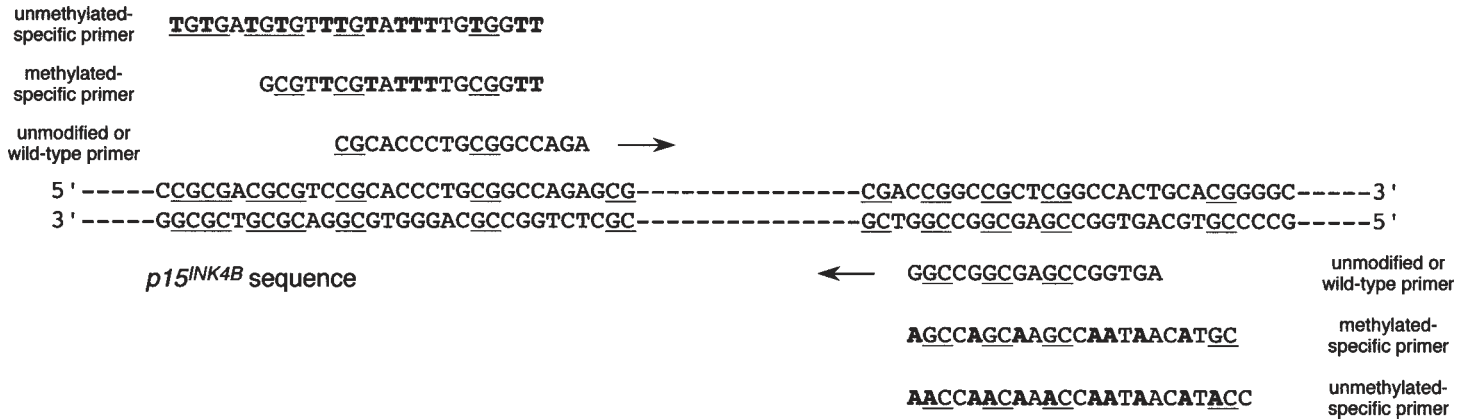 unmethylated-
specific primer
TGTGATGTGTTTGTATTTTGTGGTT
methylated-
specific primer
GCGTTCGTATTTTGCGGTT
unmodified or
wild-type primer
CGCACCCTGCGGCCAGA
5'-----CCGCGACGCGTCCGCACCCTGCGGCCAGAGCG---------------CGACCGGCCGCTCGGCCACTGCACGGGGC-----3'
3'-----GGCGCTGCGCAGGCGTGGGACGCCGGTCTCGC---------------GCTGGCCGGCGAGCCGGTGACGTGCCCCG-----5'
p15INK4B sequence
GGCCGGCGAGCCGGTGA
unmodified or
wild-type primer
AGCCAGCAAGCCAATAACATGC
methylated-
specific primer
AACCAACAAACCAATAACATACC
unmethylated-
specific primer